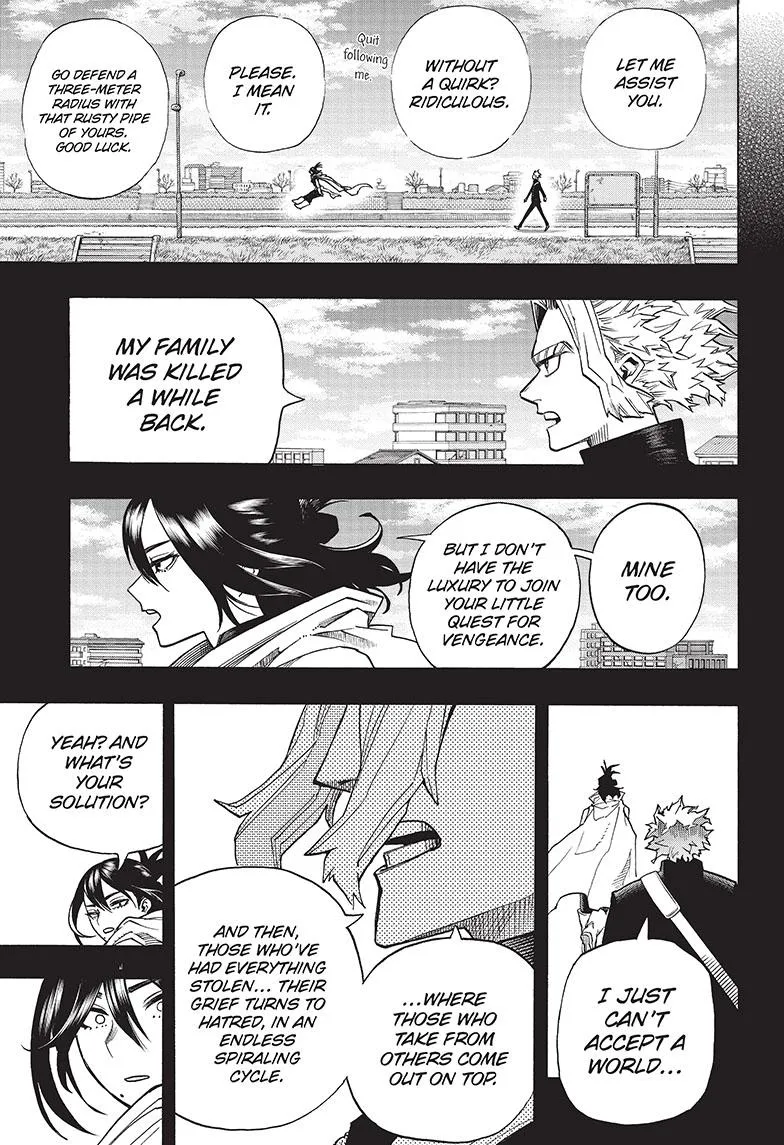 LET ME
ASSIST
YOU.
WITHOUT
A QUIRK?
RIDICULOUS.
Quit
following
me.
PLEASE.
I MEAN
IT.
GO DEFEND A
THREE-METER
RADIUS WITH
THAT RUSTY PIPE
OF YOURS.
GOOD LUCK.
MY FAMILY
WAS KILLED
A WHILE
BACK.
MINE
TOO.
BUT I DON'T
HAVE THE
LUXURY TO JOIN
YOUR LITTLE
QUEST FOR
VENGEANCE.
I JUST
CAN'T
ACCEPT A
WORLD...
...WHERE
THOSE WHO
TAKE FROM
OTHERS COME
OUT ON TOP.
AND THEN,
THOSE WHO'VE
HAD EVERYTHING
STOLEN... THEIR
GRIEF TURNS TO
HATRED, IN AN
ENDLESS
SPIRALING
CYCLE.
YEAH? AND
WHAT'S
YOUR
SOLUTION?